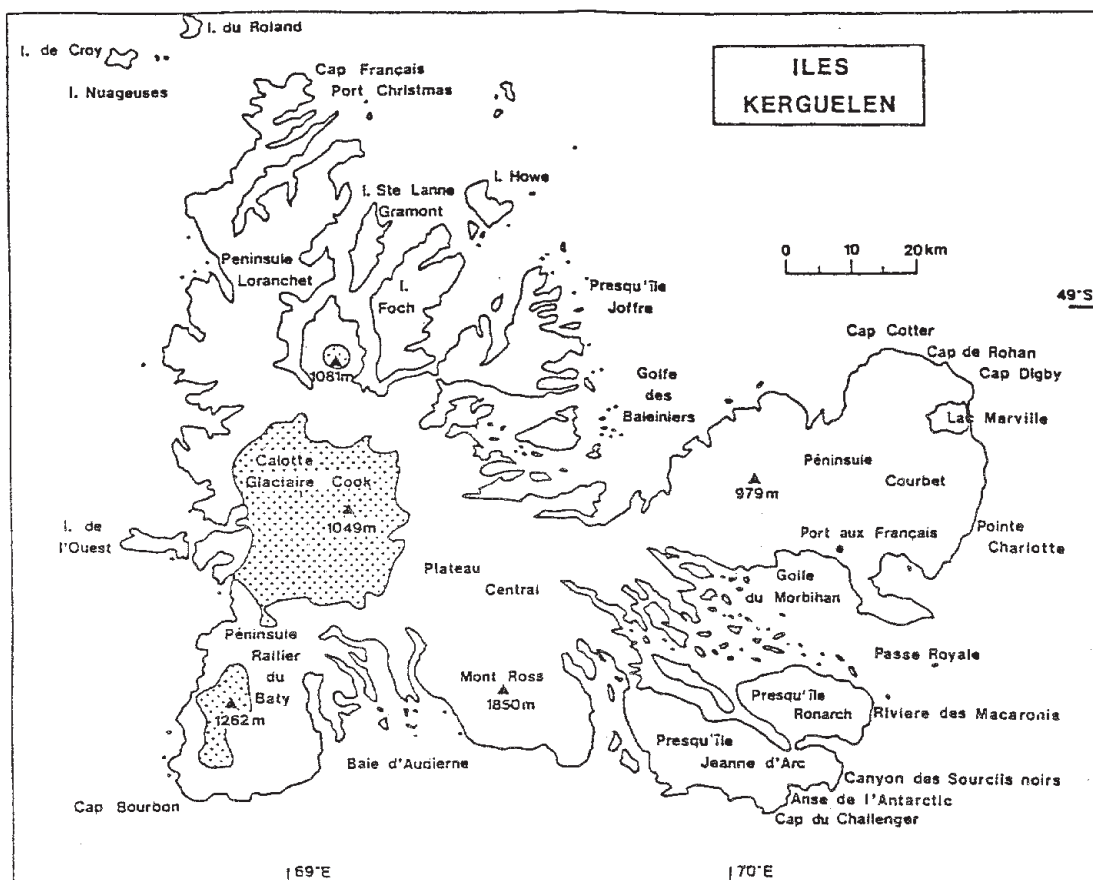 I. du Roland
I. de Croy
I. Nuageuses
ILES
KERGUELEN
Cap Français
Port Christmas
I. Ste Lanne
Gramont
I. Howe
0 10 20 km
Peninsule
Loranchet
I.
Foch
Presqu'île
Joffre
49°S
Cap Cotter
Cap de Rohan
Cap Digby
1081m
Golfe
des
Baleiniers
Lac Marville
Calotte
Glaciaire Cook
1049m
Péninsule
Courbet
979m
I. de
l'Ouest
Port aux Français
Pointe
Charlotte
Plateau
Central
Golfe
du Morbihan
Péninsule
Rallier
du
Baty
1262m
Mont Ross
1850m
Passe Royale
Presqu'île
Ronarch
Riviere des Macaronis
Presqu'île
Jeanne d'Arc
Baie d'Audierne
Canyon des Sourcils noirs
Anse de l'Antarctic
Cap du Challenger
Cap Bourbon
69°E
70°E